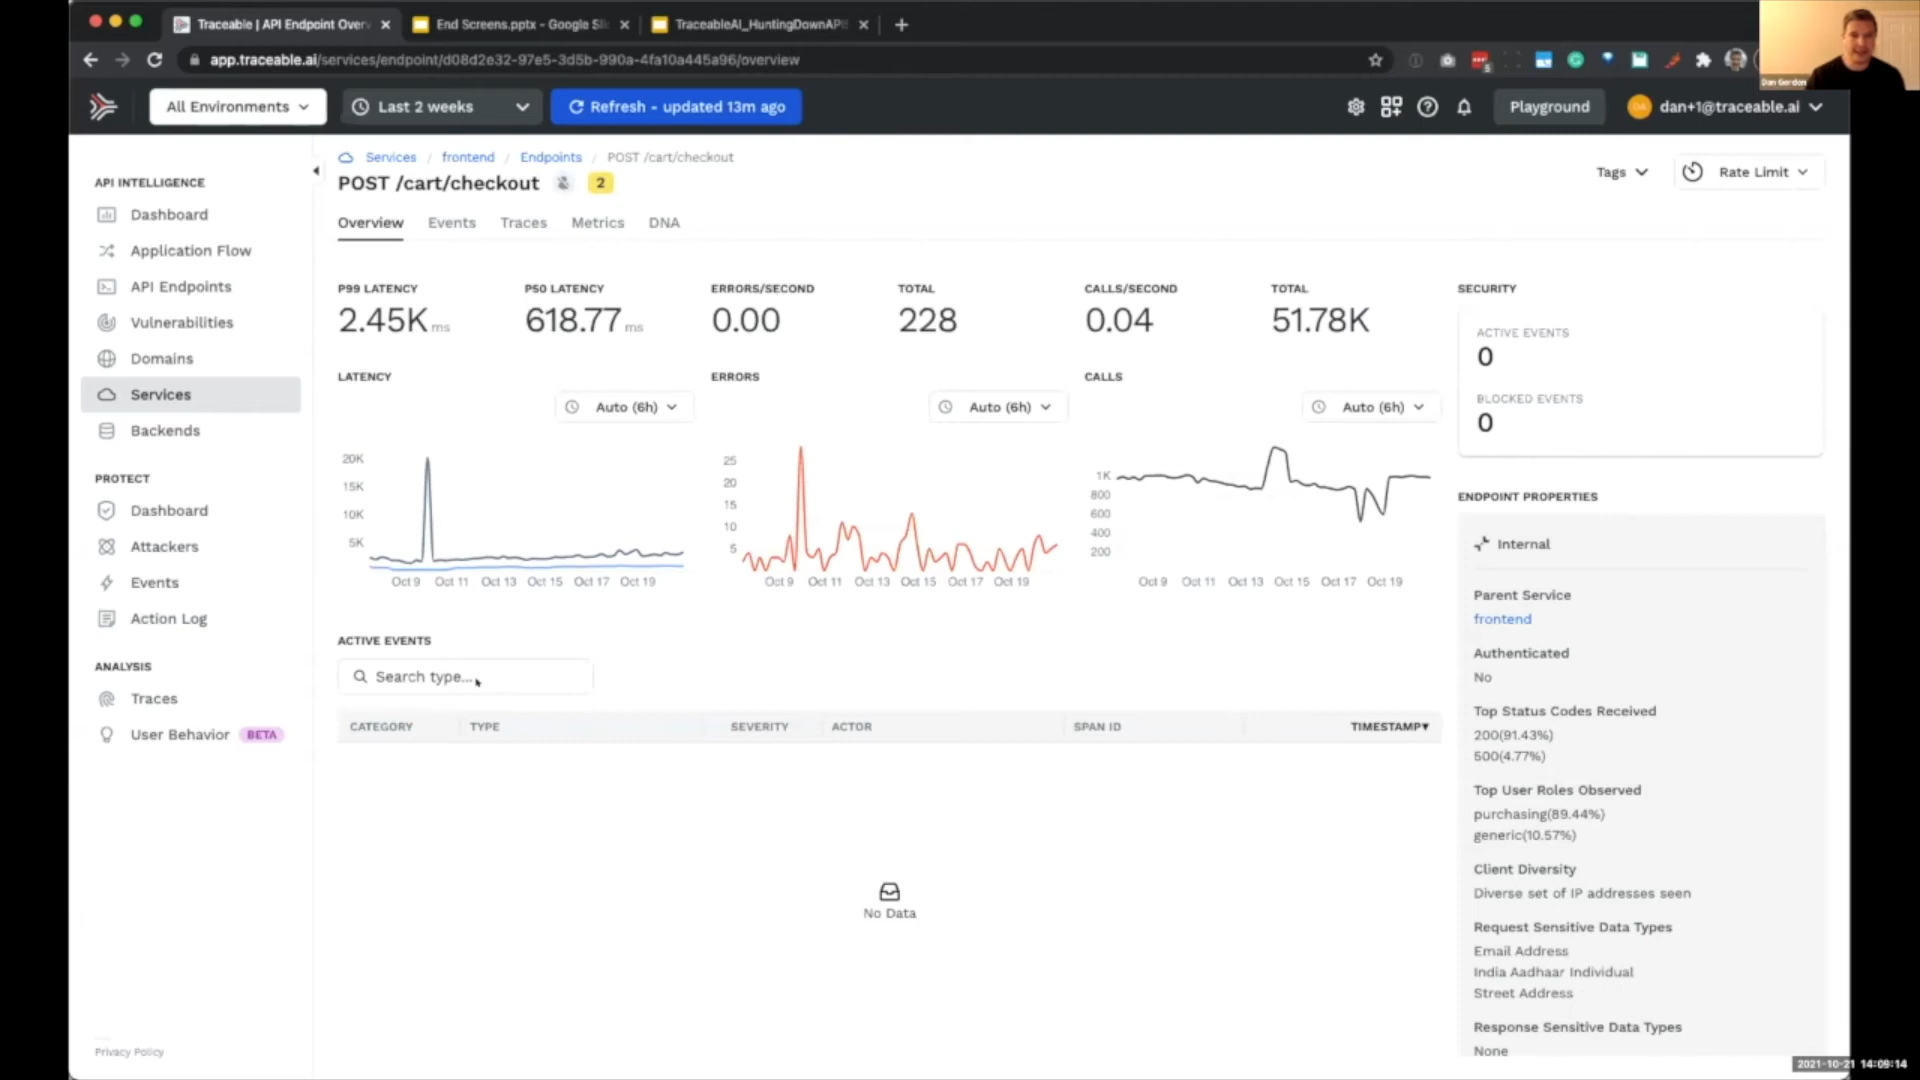 Traceable | API Endpoint Over
End Screens.pptx - Google Sli
TraceableAI_HuntingDownAPIS
app.traceable.ai/services/endpoint/d08d2e32-97e5-3d5b-990a-4fa10a445a96/overview
Dan Gordon
All Environments
Last 2 weeks
Refresh - updated 13m ago
Playground
dan+1@traceable.ai
Services / frontend / Endpoints / POST /cart/checkout
POST /cart/checkout 2
Tags
Rate Limit
Overview Events Traces Metrics DNA
API INTELLIGENCE
Dashboard
Application Flow
API Endpoints
Vulnerabilities
Domains
Services
Backends
PROTECT
Dashboard
Attackers
Events
Action Log
ANALYSIS
Traces
User Behavior BETA
Privacy Policy
P99 LATENCY
2.45K ms
P50 LATENCY
618.77 ms
ERRORS/SECOND
0.00
TOTAL
228
CALLS/SECOND
0.04
TOTAL
51.78K
LATENCY
Auto (6h)
20K
15K
10K
5K
Oct 9 Oct 11 Oct 13 Oct 15 Oct 17 Oct 19
ERRORS
Auto (6h)
25
20
15
10
5
Oct 9 Oct 11 Oct 13 Oct 15 Oct 17 Oct 19
CALLS
Auto (6h)
1K
800
600
400
200
Oct 9 Oct 11 Oct 13 Oct 15 Oct 17 Oct 19
ACTIVE EVENTS
Search type...
CATEGORY TYPE SEVERITY ACTOR SPAN ID TIMESTAMP▼
No Data
SECURITY
ACTIVE EVENTS
0
BLOCKED EVENTS
0
ENDPOINT PROPERTIES
Internal
Parent Service
frontend
Authenticated
No
Top Status Codes Received
200(91.43%)
500(4.77%)
Top User Roles Observed
purchasing(89.44%)
generic(10.57%)
Client Diversity
Diverse set of IP addresses seen
Request Sensitive Data Types
Email Address
India Aadhaar Individual
Street Address
Response Sensitive Data Types
None
2021-10-21 14:09:14